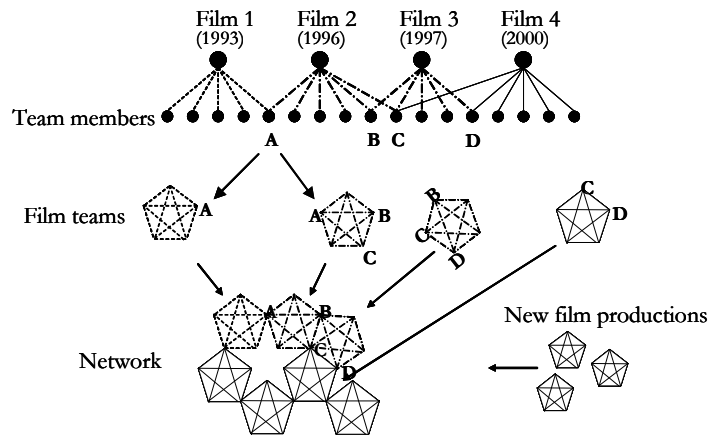 Film 1 Film 2 Film 3 Film 4
(1993) (1996) (1997) (2000)
Team members
A B C D
Film teams
A
A B C
B C D
C D
New film productions
Network
A B C D